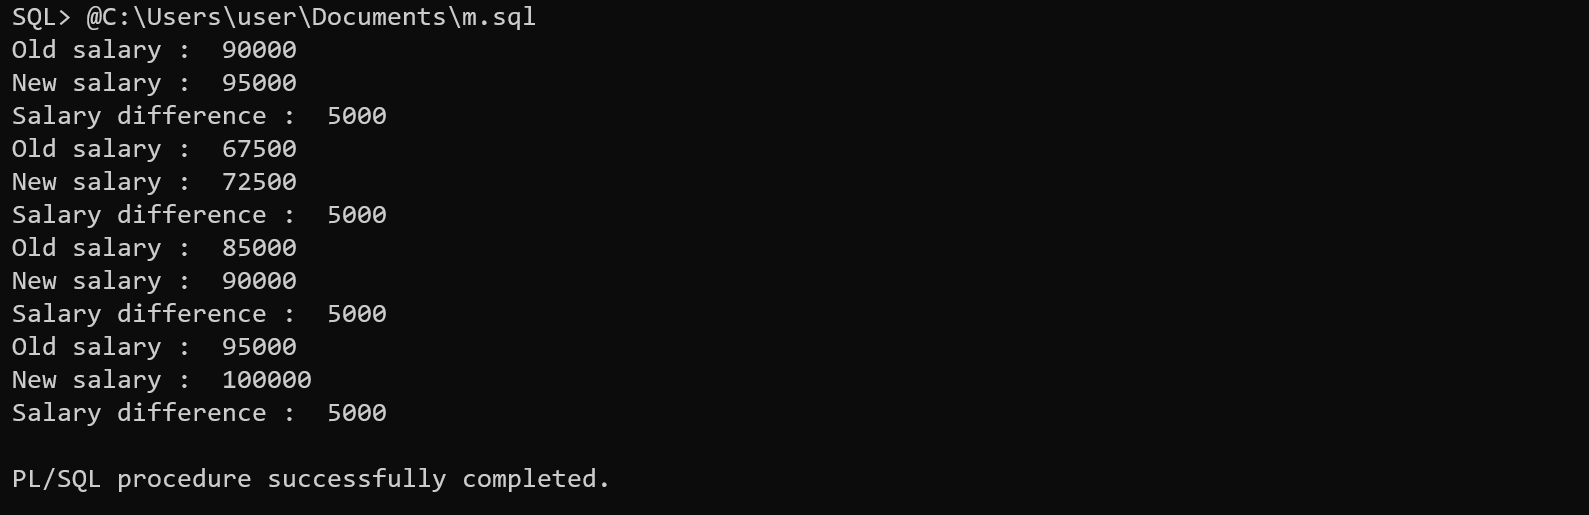 SQL> @C:\Users\user\Documents\m.sql
Old salary :  90000
New salary :  95000
Salary difference :  5000
Old salary :  67500
New salary :  72500
Salary difference :  5000
Old salary :  85000
New salary :  90000
Salary difference :  5000
Old salary :  95000
New salary :  100000
Salary difference :  5000
PL/SQL procedure successfully completed.